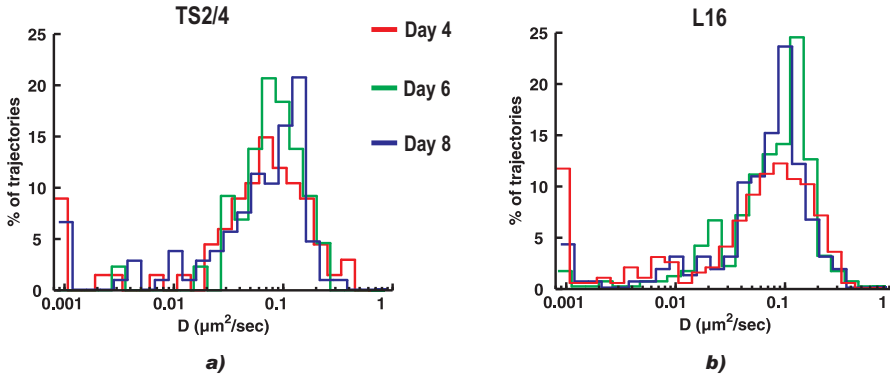 TS2/4
L16
Day 4
Day 6
Day 8
% of trajectories
25
20
15
10
5
0
0.001
0.01
0.1
1
D (µm²/sec)
a)
% of trajectories
25
20
15
10
5
0
0.001
0.01
0.1
1
D (µm²/sec)
b)